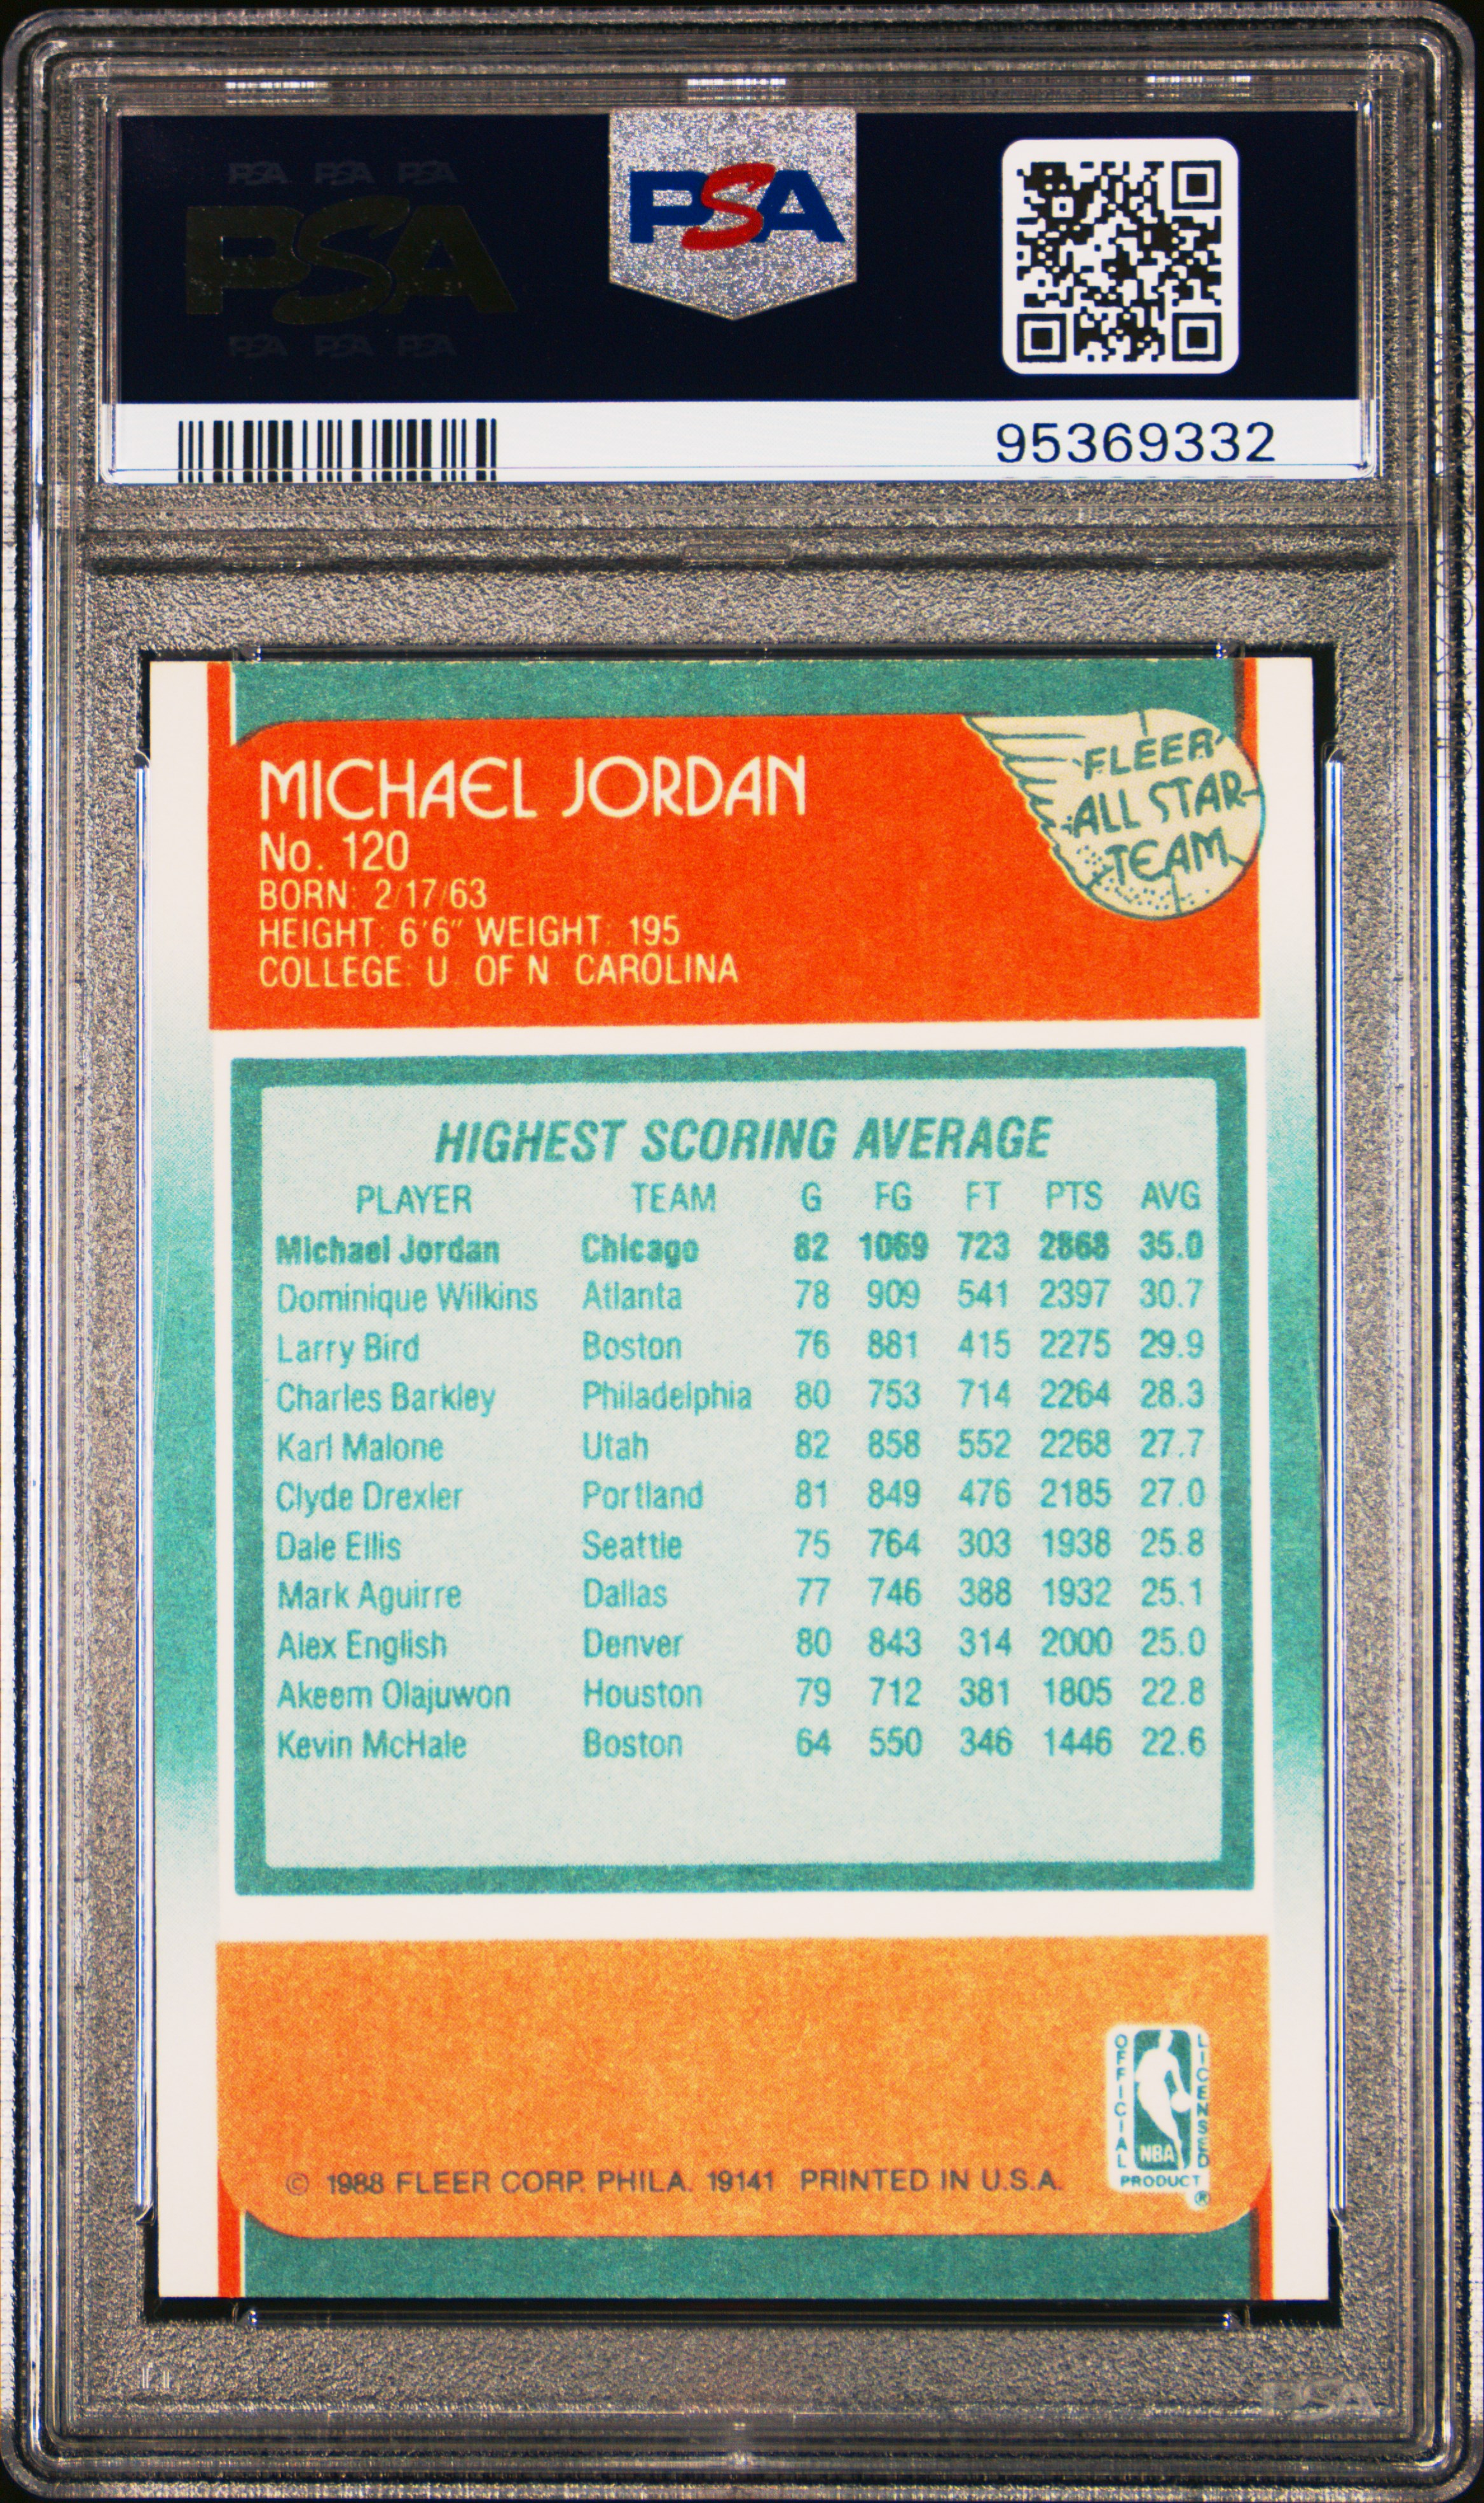 PSA PSA PSA
PSA
PSA PSA PSA
PSA
95369332
MICHAEL JORDAN
No. 120
BORN: 2/17/63
HEIGHT: 6'6" WEIGHT: 195
COLLEGE: U. OF N. CAROLINA
FLEER
ALL STAR
TEAM
HIGHEST SCORING AVERAGE
PLAYER TEAM G FG FT PTS AVG
Michael Jordan Chicago 82 1069 723 2868 35.0
Dominique Wilkins Atlanta 78 909 541 2397 30.7
Larry Bird Boston 76 881 415 2275 29.9
Charles Barkley Philadelphia 80 753 714 2264 28.3
Karl Malone Utah 82 858 552 2268 27.7
Clyde Drexler Portland 81 849 476 2185 27.0
Dale Ellis Seattle 75 764 303 1938 25.8
Mark Aguirre Dallas 77 746 388 1932 25.1
Alex English Denver 80 843 314 2000 25.0
Akeem Olajuwon Houston 79 712 381 1805 22.8
Kevin McHale Boston 64 550 346 1446 22.6
OFFICIAL
LICENSED
NBA
PRODUCT
®
© 1988 FLEER CORP. PHILA. 19141 PRINTED IN U.S.A.
PSA